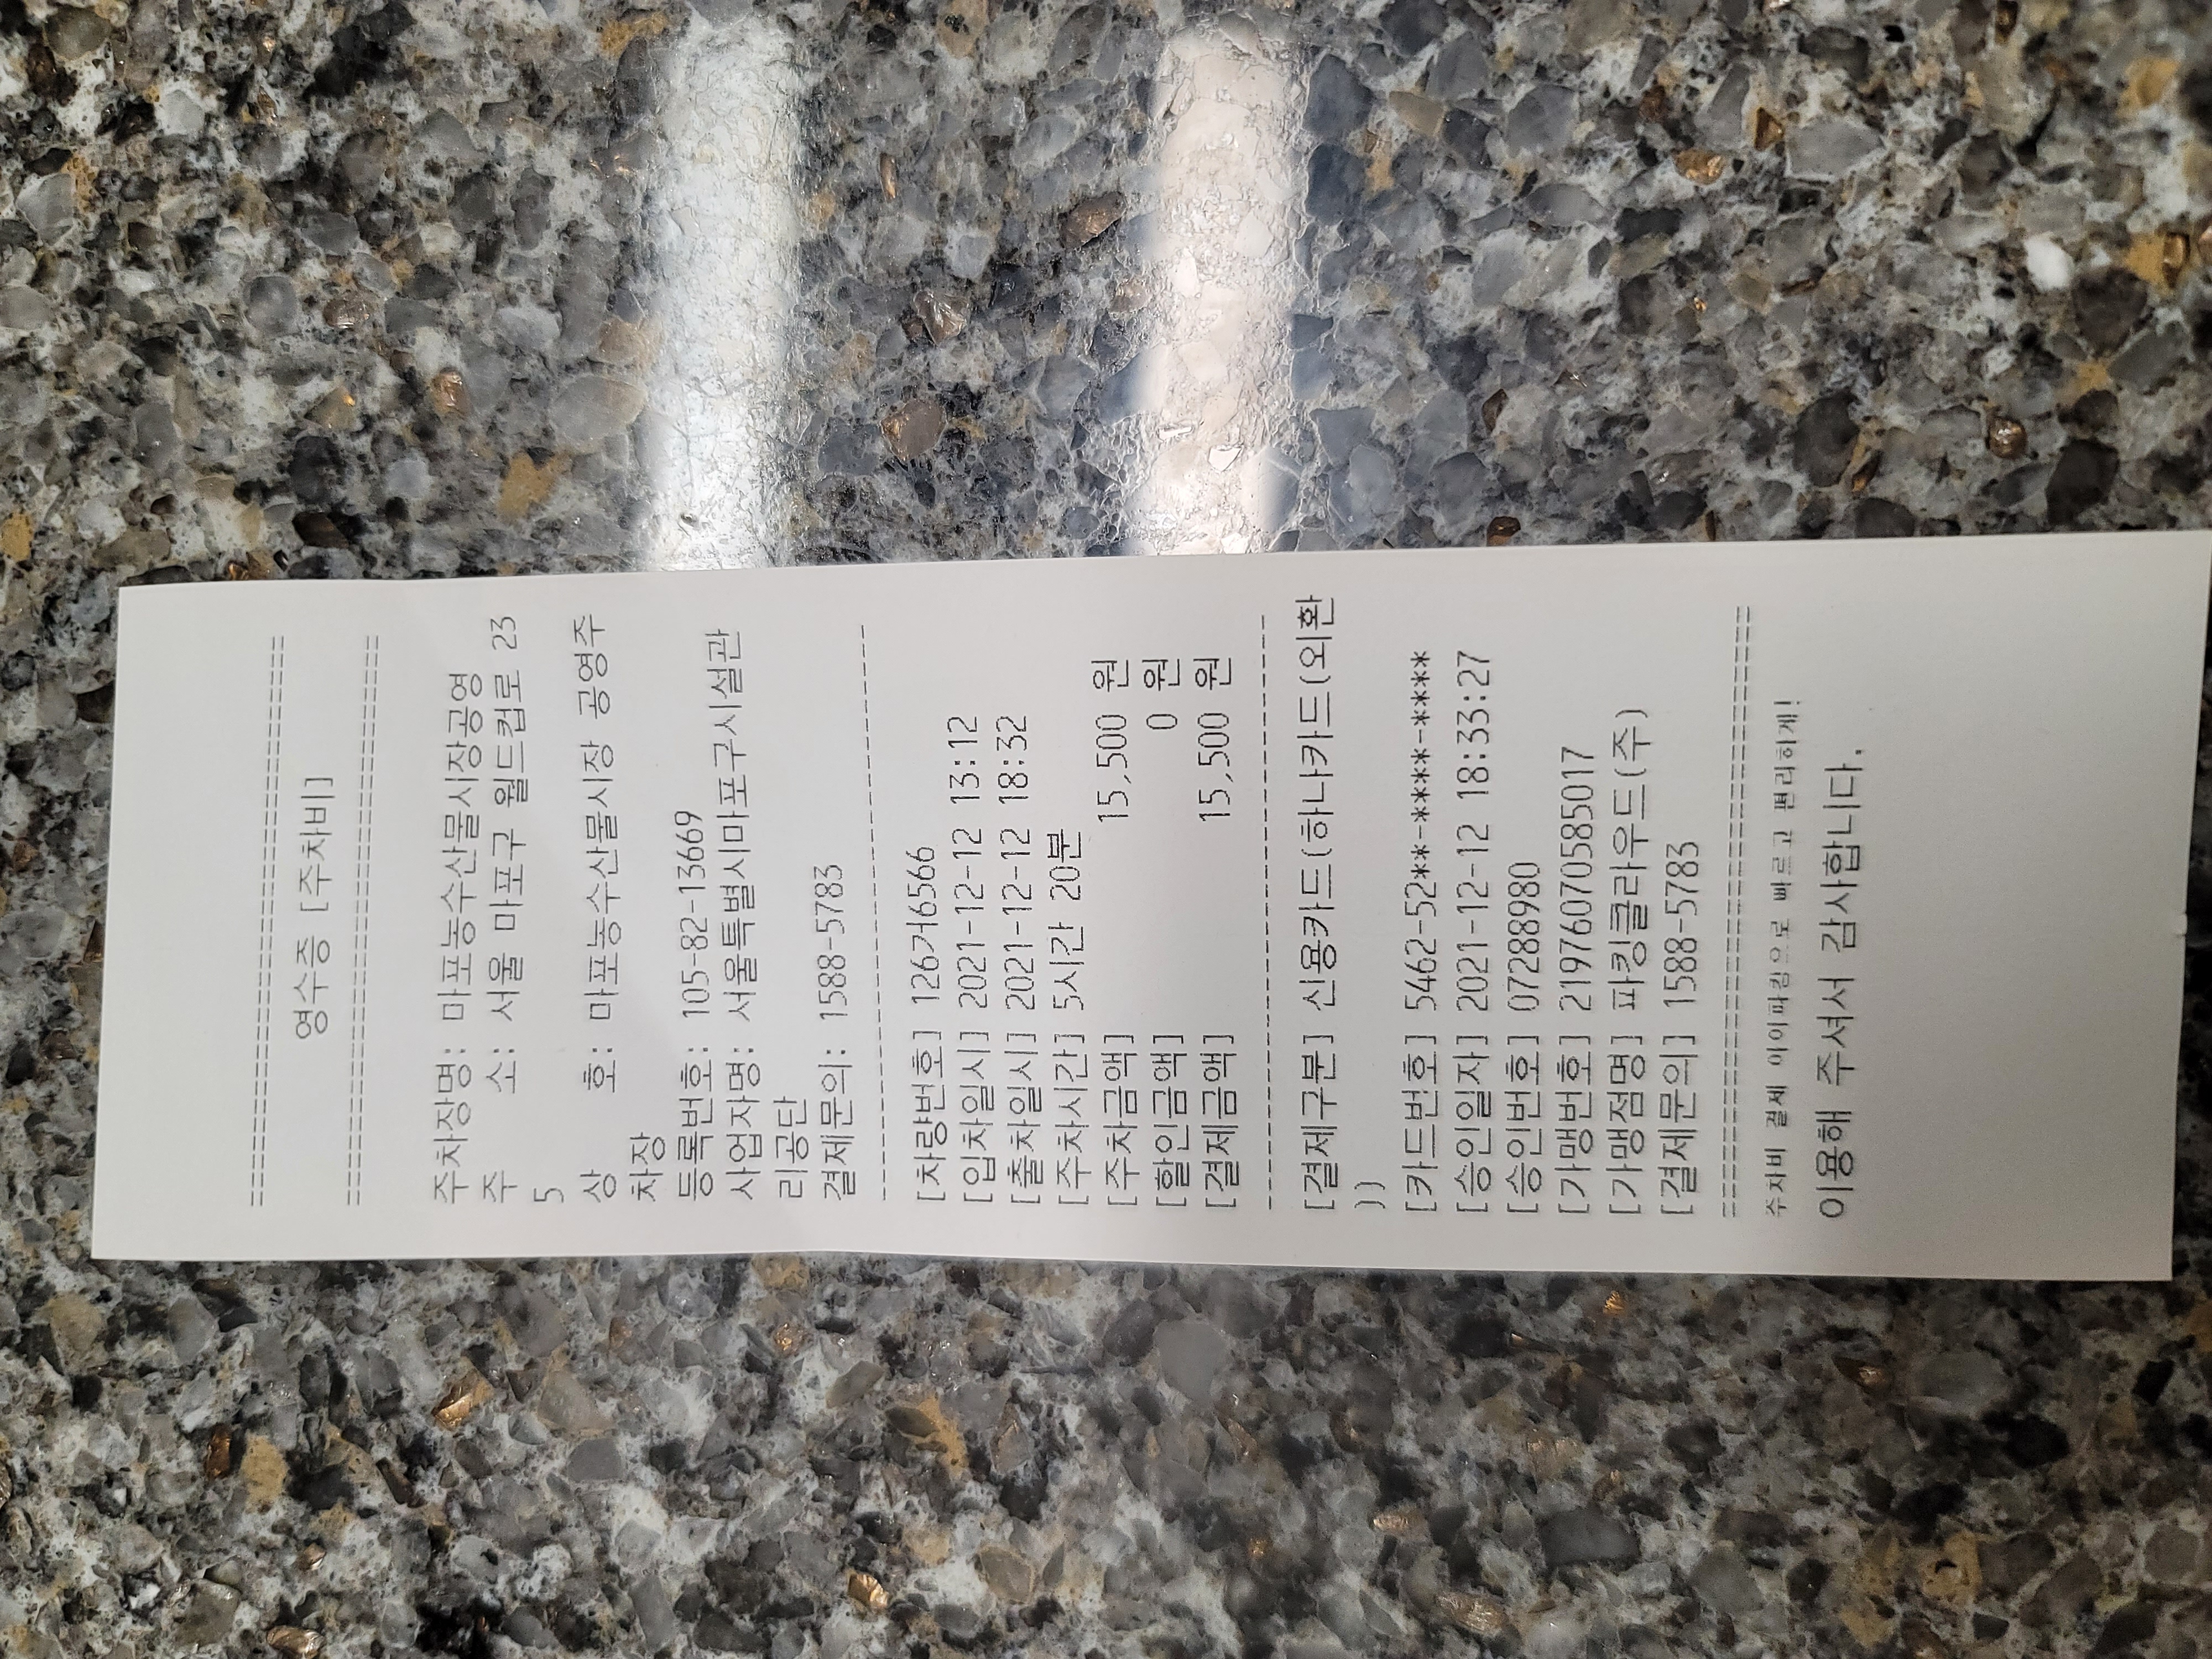 ========================================
영수증 [주차비]
========================================
주차장명: 마포농수산물시장공영
주    소: 서울 마포구 월드컵로 23
5
상    호: 마포농수산물시장 공영주
차장
등록번호: 105-82-13669
사업자명: 서울특별시마포구시설관
리공단
결제문의: 1588-5783
----------------------------------------
[차량번호] 126거6566
[입차일시] 2021-12-12 13:12
[출차일시] 2021-12-12 18:32
[주차시간] 5시간 20분
[주차금액] 15,500 원
[할인금액] 0 원
[결제금액] 15,500 원
----------------------------------------
[결제구분] 신용카드(하나카드(외환
))
[카드번호] 5462-52**-****-****
[승인일자] 2021-12-12 18:33:27
[승인번호] 07288980
[가맹번호] 2197607058501​7
[가맹점명] 파킹클라우드(주)
[결제문의] 1588-5783
========================================
주차비 결제 아이파킹으로 빠르고 편리하게!
이용해 주셔서 감사합니다.